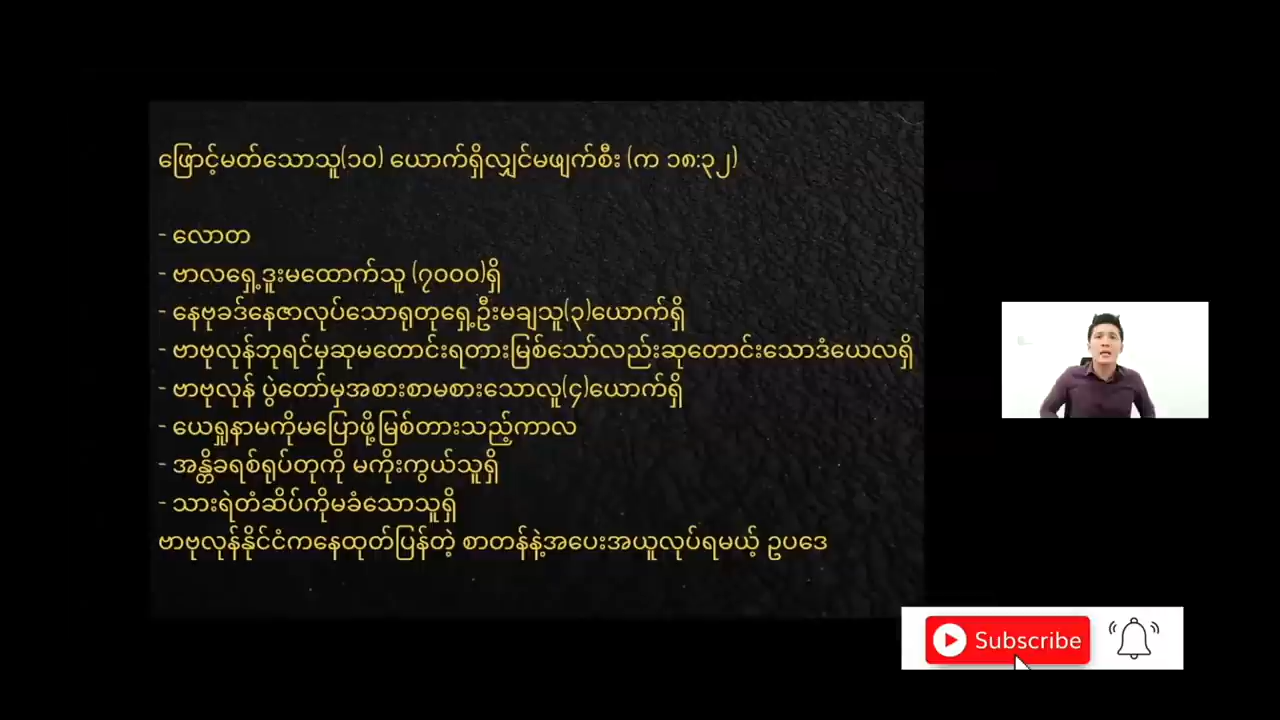 ဖြောင့်မတ်သောသူ(၁၀) ယောက်ရှိလျှင်မဖျက်စီး (က ၁၈:၃၂)
- လောတ
- ဗာလရှေ့ဒူးမထောက်သူ (၇၀၀၀)ရှိ
- နေဗုခဒ်နေဇာလုပ်သောရုတုရှေ့ဦးမချသူ(၃)ယောက်ရှိ
- ဗာဗုလုန်ဘုရင်မှဆုမတောင်းရတားမြစ်သော်လည်းဆုတောင်းသောဒံယေလရှိ
- ဗာဗုလုန် ပွဲတော်မှအစားစာမစားသောလူ(၄)ယောက်ရှိ
- ယေရှုနာမကိုမပြောဖို့မြစ်တားသည့်ကာလ
- အန္တိခရစ်ရုပ်တုကို မကိုးကွယ်သူရှိ
- သားရဲတံဆိပ်ကိုမခံသောသူရှိ
ဗာဗုလုန်နိုင်ငံကနေထုတ်ပြန်တဲ့ စာတန်နဲ့အပေးအယူလုပ်ရမယ့် ဥပဒေ
Subscribe